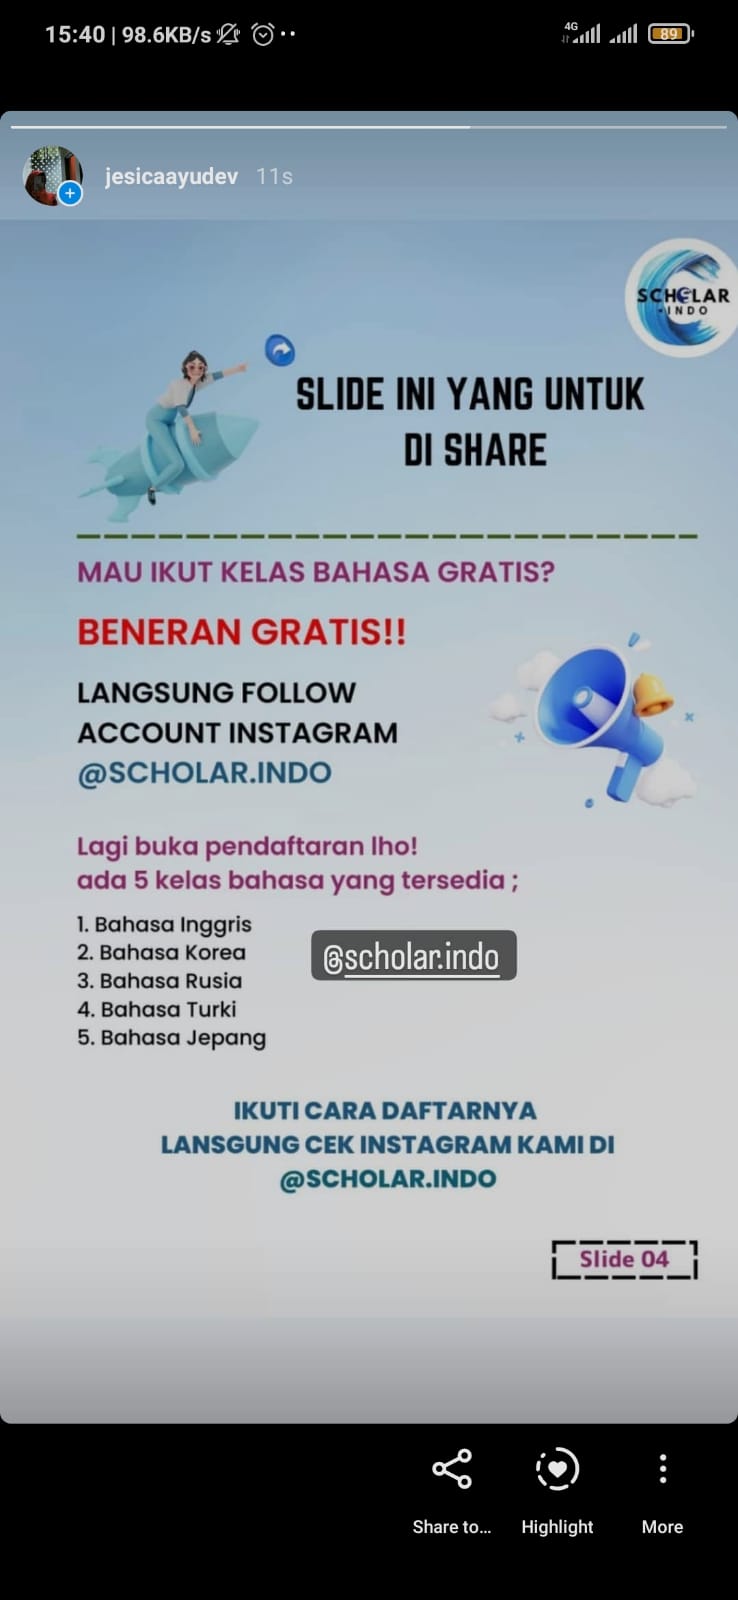 15:40 | 98.6KB/s
4G
89
jesicaayudev 11s
SCHOLAR
INDO
SLIDE INI YANG UNTUK
DI SHARE
MAU IKUT KELAS BAHASA GRATIS?
BENERAN GRATIS!!
LANGSUNG FOLLOW
ACCOUNT INSTAGRAM
@SCHOLAR.INDO
Lagi buka pendaftaran lho!
ada 5 kelas bahasa yang tersedia ;
1. Bahasa Inggris
2. Bahasa Korea
3. Bahasa Rusia
4. Bahasa Turki
5. Bahasa Jepang
@scholar.indo
IKUTI CARA DAFTARNYA
LANSGUNG CEK INSTAGRAM KAMI DI
@SCHOLAR.INDO
Slide 04
Share to...
Highlight
More